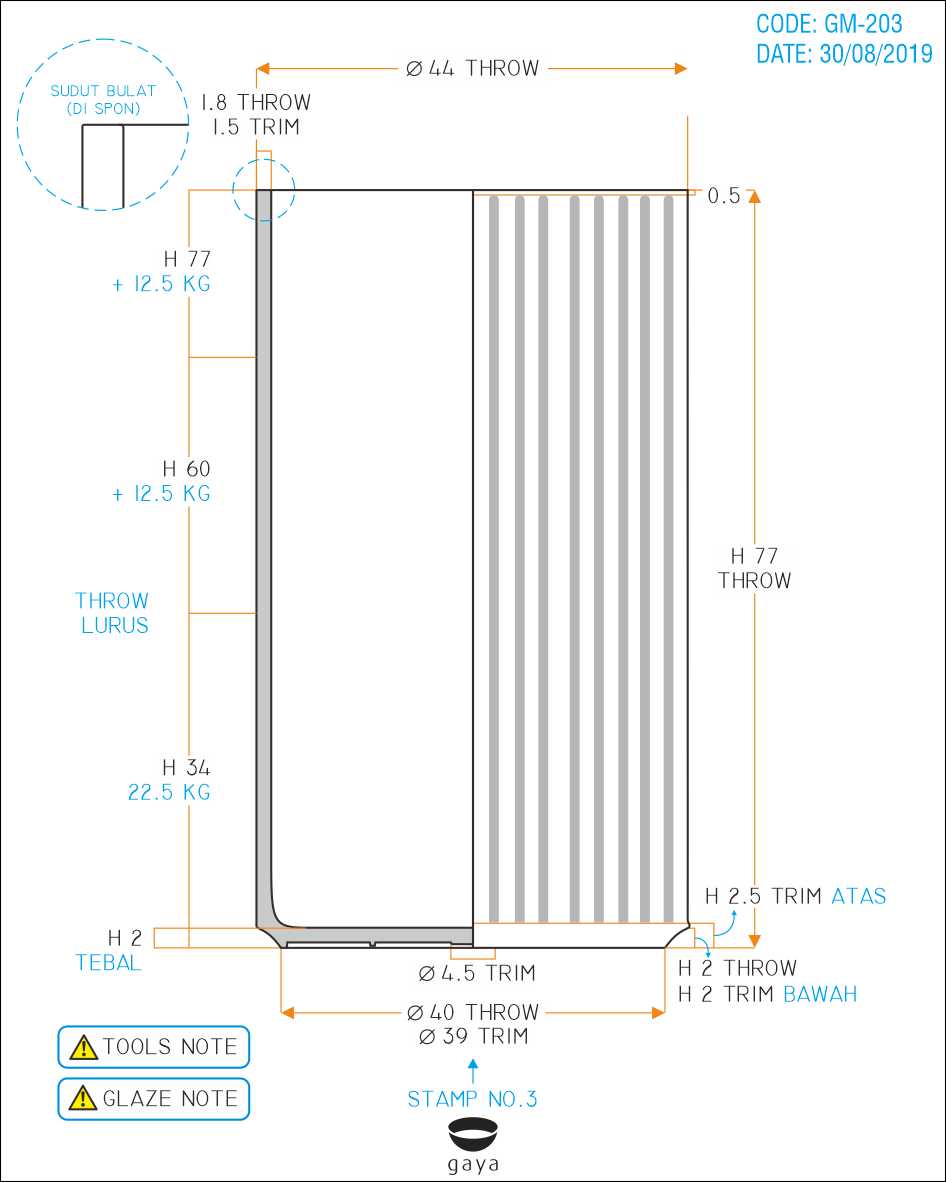 CODE: GM-203
DATE: 30/08/2019
Ø 44 THROW
SUDUT BULAT
(DI SPON)
1.8 THROW
1.5 TRIM
0.5
H 77
+ 12.5 KG
H 60
+ 12.5 KG
H 77
THROW
THROW
LURUS
H 34
22.5 KG
H 2.5 TRIM ATAS
H 2
TEBAL
H 2 THROW
H 2 TRIM BAWAH
Ø 4.5 TRIM
Ø 40 THROW
Ø 39 TRIM
TOOLS NOTE
GLAZE NOTE
STAMP NO.3
gaya